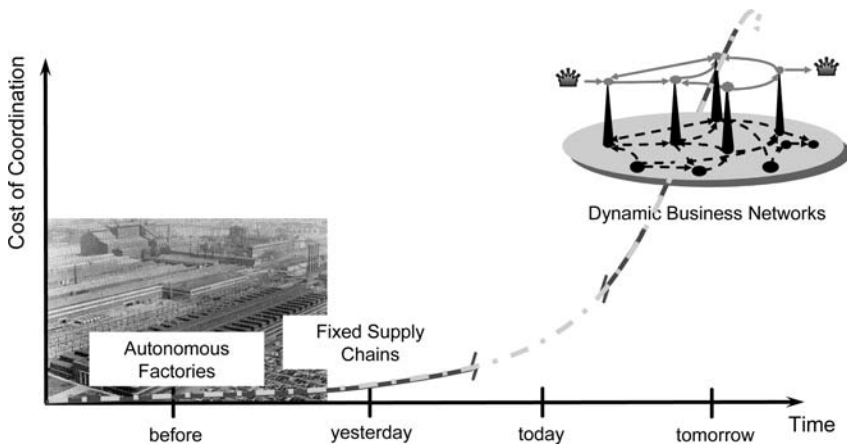 Cost of Coordination
Dynamic Business Networks
Autonomous
Factories
Fixed Supply
Chains
before
yesterday
today
tomorrow
Time